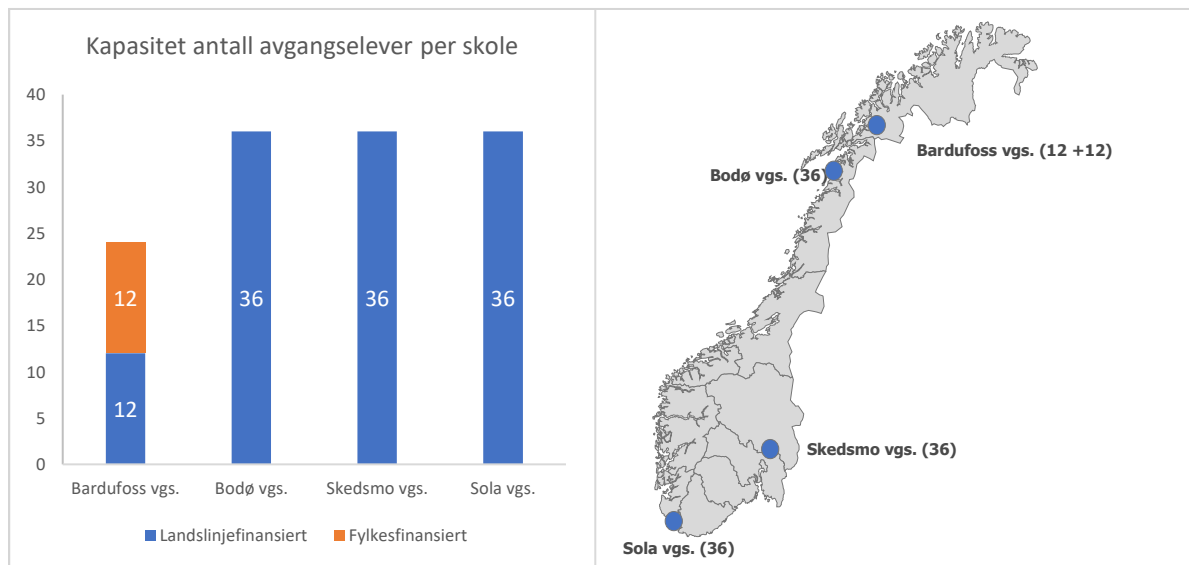 Kapasitet antall avgangselever per skole
40
35
30
25
20
15
10
5
0
12
12
36
36
36
Bardufoss vgs.
Bodø vgs.
Skedsmo vgs.
Sola vgs.
Landslinjefinansiert
Fylkesfinansiert
Bardufoss vgs. (12 +12)
Bodø vgs. (36)
Skedsmo vgs. (36)
Sola vgs. (36)